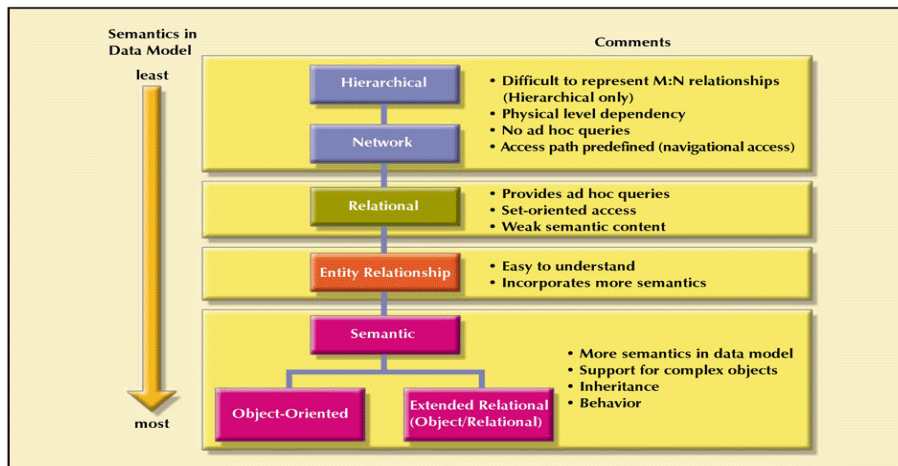 Semantics in
Data Model
Comments
least
Hierarchical
Network
• Difficult to represent M:N relationships
(Hierarchical only)
• Physical level dependency
• No ad hoc queries
• Access path predefined (navigational access)
Relational
• Provides ad hoc queries
• Set-oriented access
• Weak semantic content
Entity Relationship
• Easy to understand
• Incorporates more semantics
Semantic
Object-Oriented
Extended Relational
(Object/Relational)
• More semantics in data model
• Support for complex objects
• Inheritance
• Behavior
most